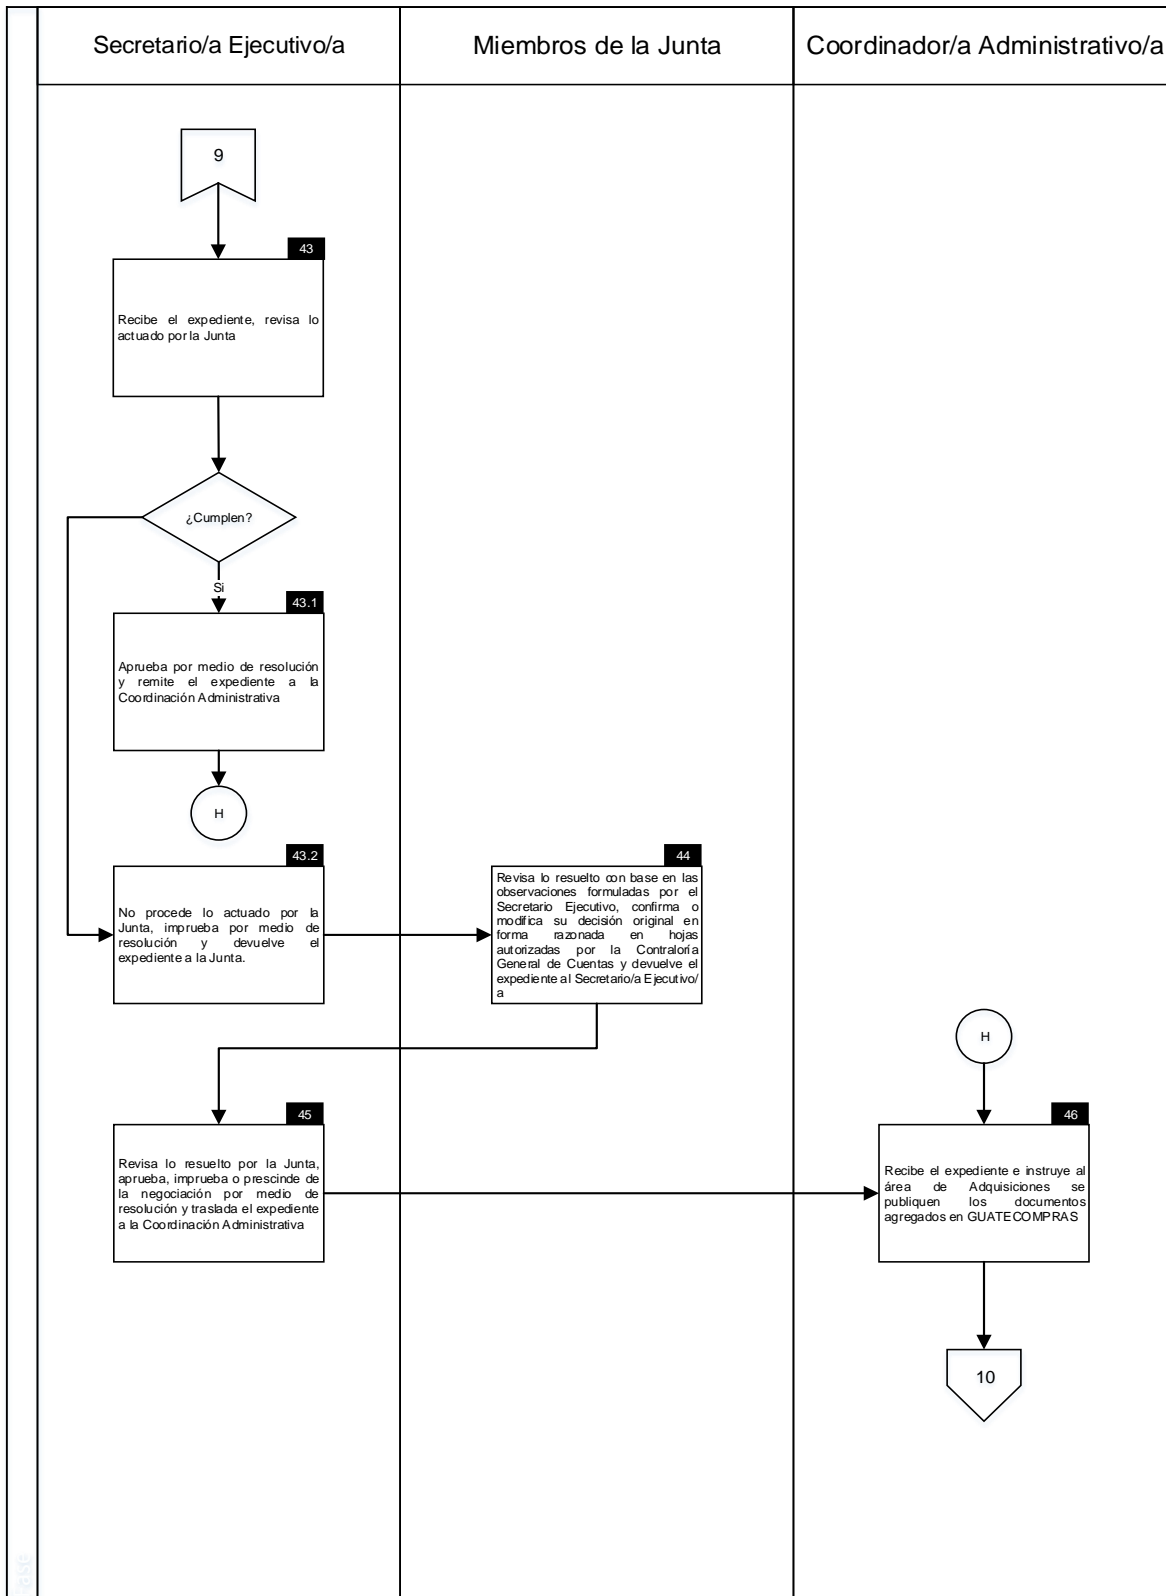 Secretario/a Ejecutivo/a
Miembros de la Junta
Coordinador/a Administrativo/a
9
43
Recibe el expediente, revisa lo
actuado por la Junta
¿Cumplen?
Si
43.1
Aprueba por medio de resolución
y remite el expediente a la
Coordinación Administrativa
H
43.2
No procede lo actuado por la
Junta, imprueba por medio de
resolución y devuelve el
expediente a la Junta.
44
Revisa lo resuelto con base en las
observaciones formuladas por el
Secretario Ejecutivo, confirma o
modifica su decisión original en
forma razonada en hojas
autorizadas por la Contraloría
General de Cuentas y devuelve el
expediente al Secretario/a Ejecutivo/
a
45
Revisa lo resuelto por la Junta,
aprueba, imprueba o prescinde de
la negociación por medio de
resolución y traslada el expediente
a la Coordinación Administrativa
H
46
Recibe el expediente e instruye al
área de Adquisiciones se
publiquen los documentos
agregados en GUATECOMPRAS
10
Fase